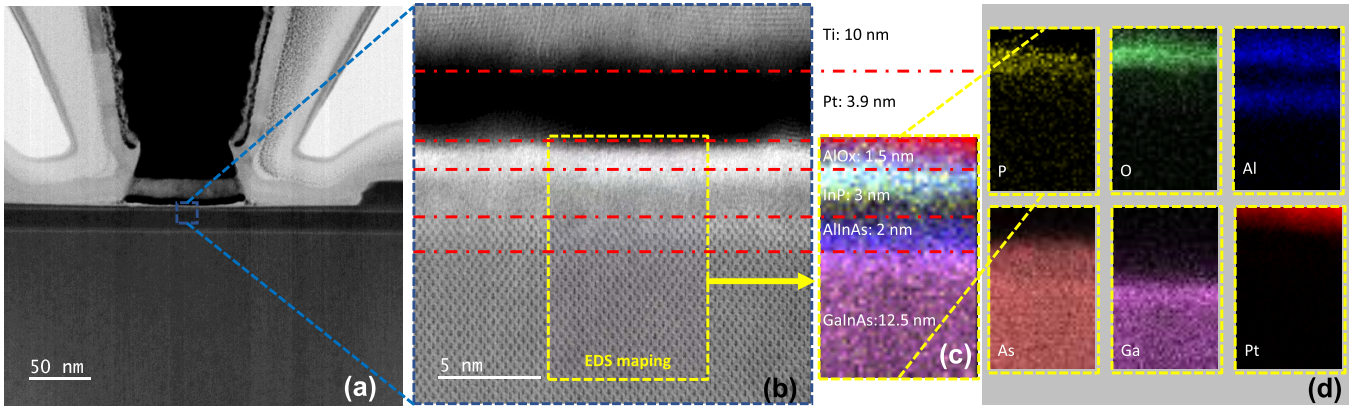 50 nm
(a)
5 nm
EDS maping
(b)
Ti: 10 nm
Pt: 3.9 nm
AlOx: 1.5 nm
InP: 3 nm
AlInAs: 2 nm
GaInAs:12.5 nm
(c)
P
O
Al
As
Ga
Pt
(d)